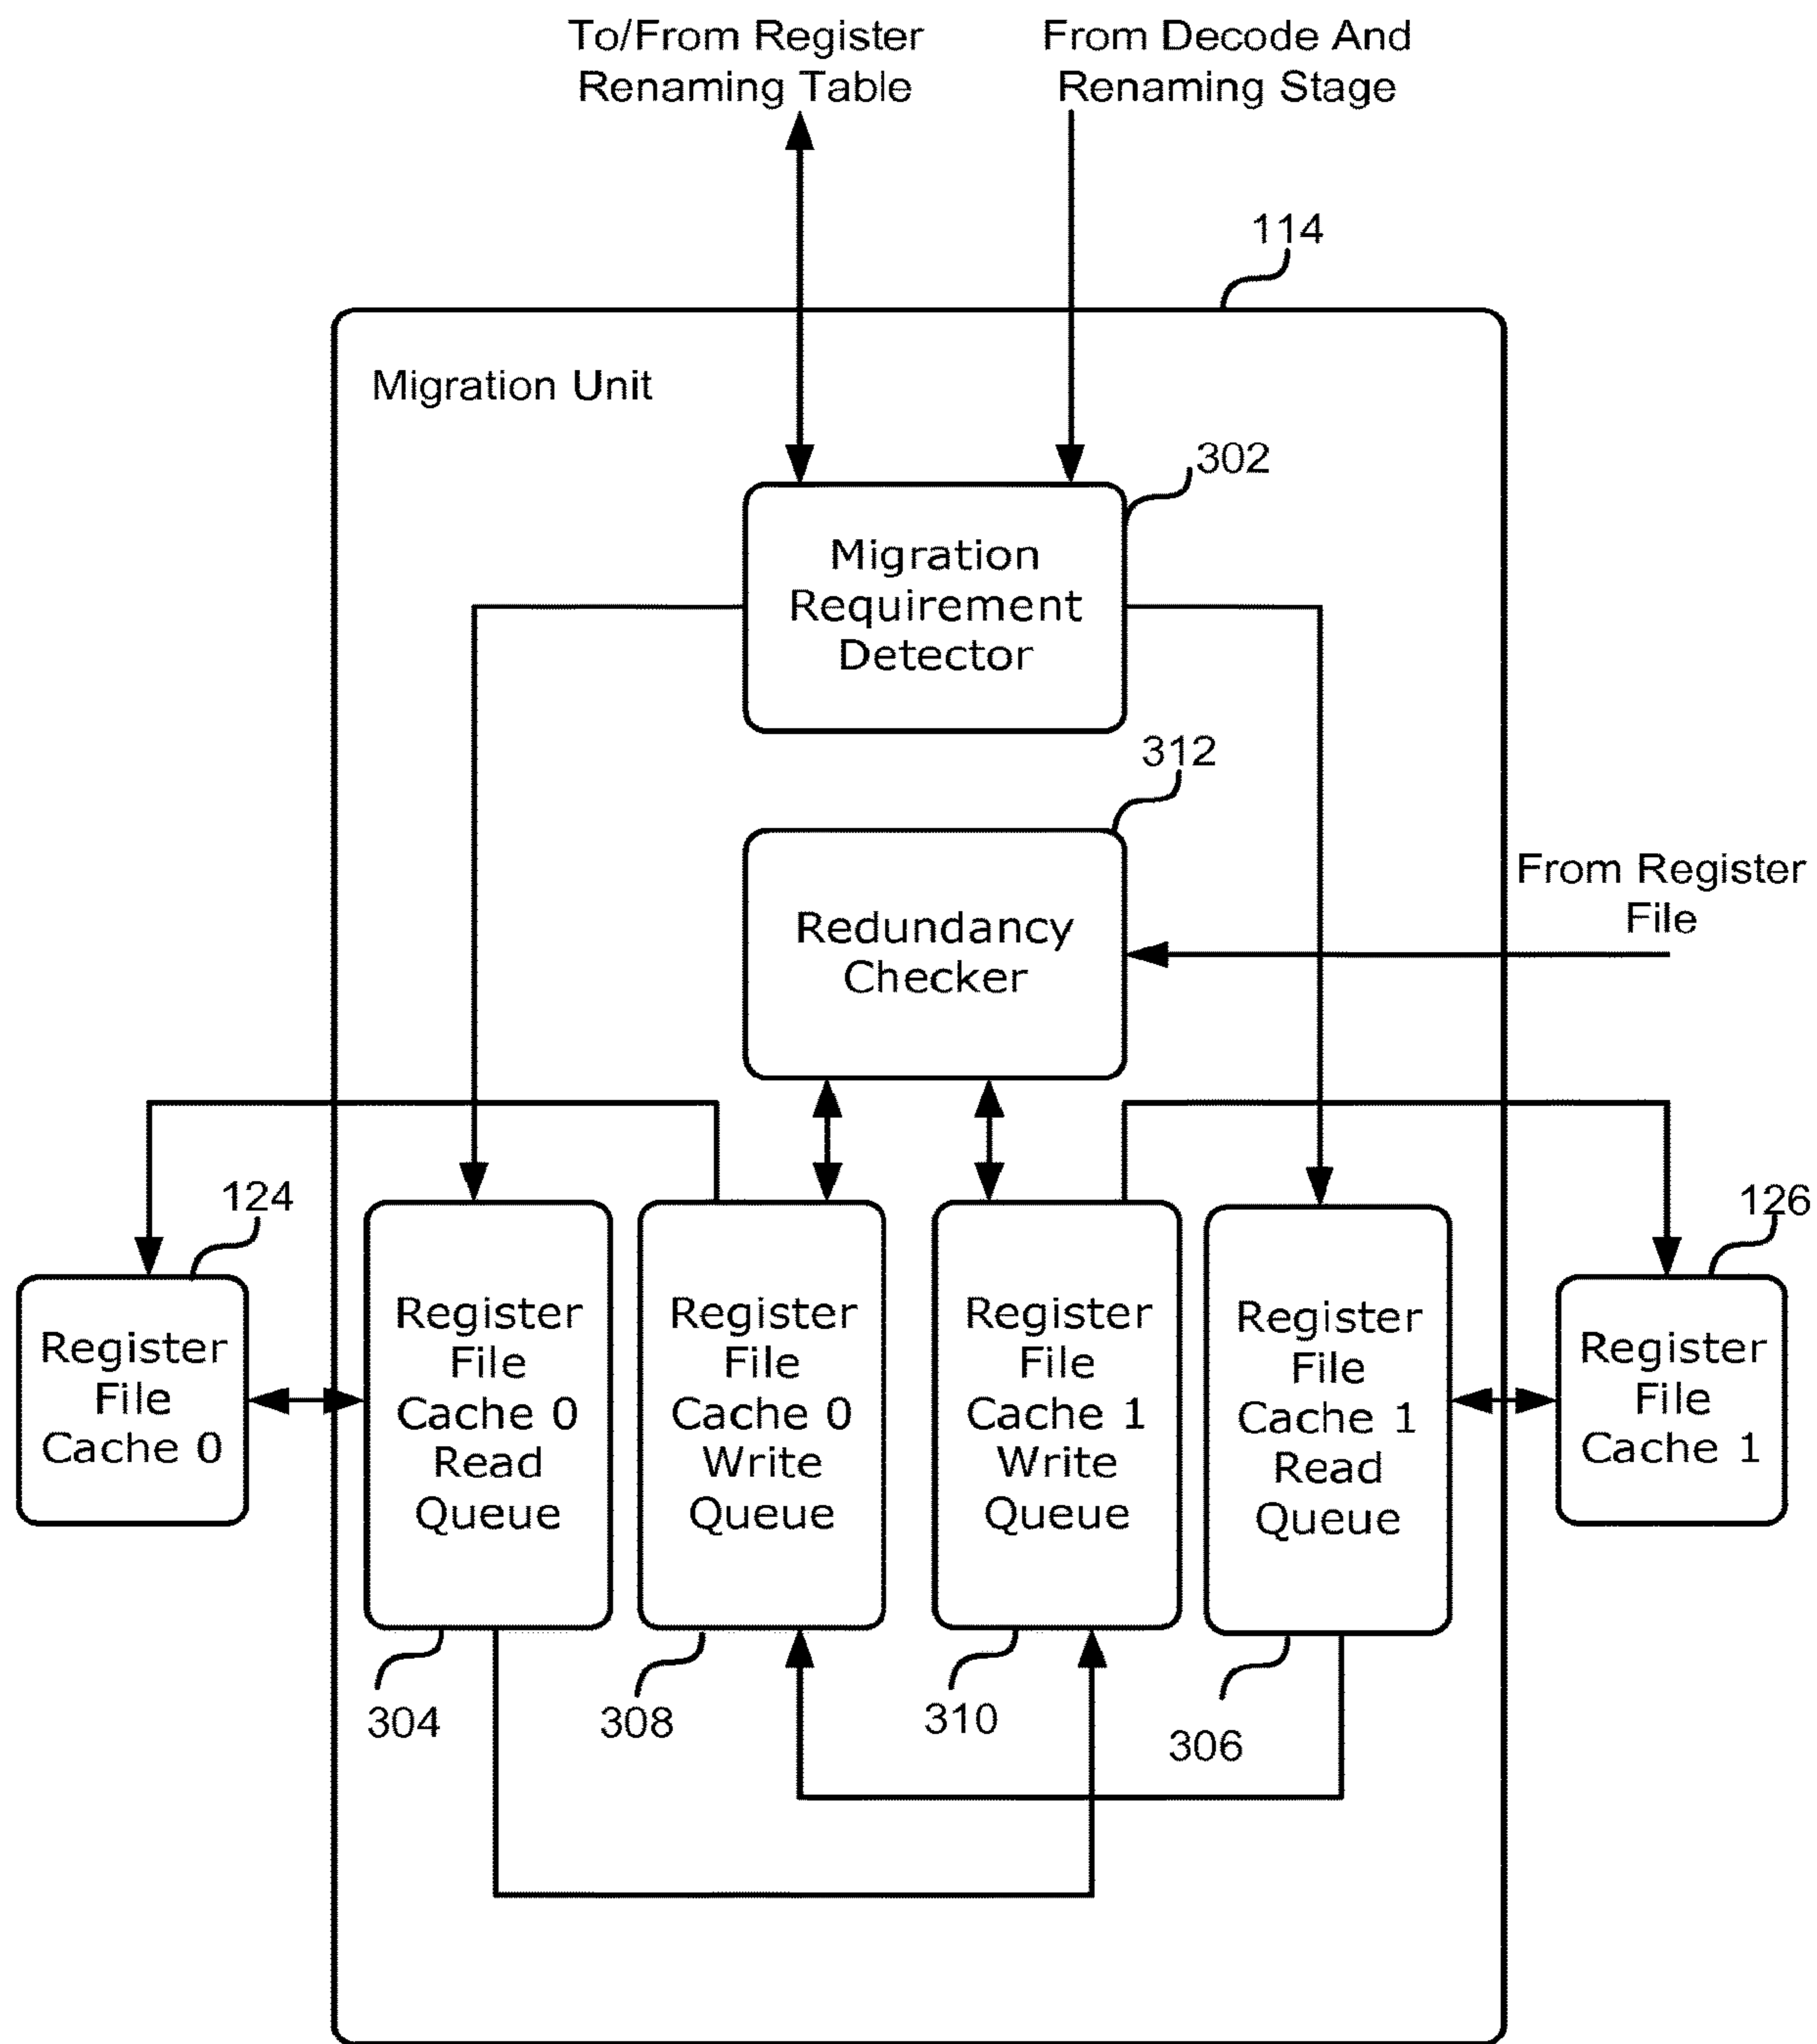 To/From Register
Renaming Table
From Decode And
Renaming Stage
114
Migration Unit
302
Migration
Requirement
Detector
312
Redundancy
Checker
From Register
File
124
126
Register
File
Cache 0
Register
File
Cache 0
Read
Queue
Register
File
Cache 0
Write
Queue
Register
File
Cache 1
Write
Queue
Register
File
Cache 1
Read
Queue
Register
File
Cache 1
304
308
310
306